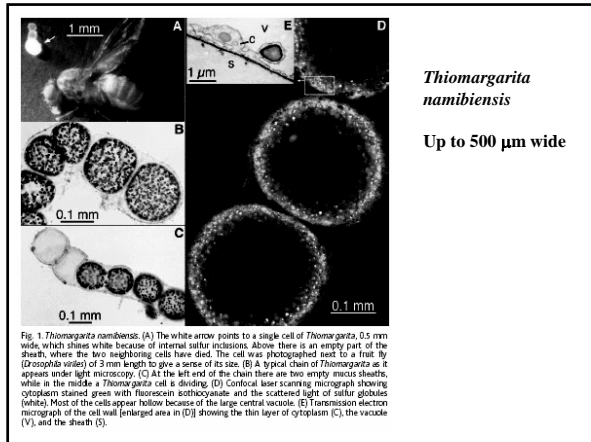 A
1 mm
E
V
C
S
1 µm
D
B
0.1 mm
C
0.1 mm
0.1 mm
Thiomargarita
namibiensis
Up to 500 µm wide
Fig. 1. Thiomargarita namibiensis. (A) The white arrow points to a single cell of Thiomargarita, 0.5 mm
wide, which shines white because of internal sulfur inclusions. Above there is an empty part of the
sheath, where the two neighboring cells have died. The cell was photographed next to a fruit fly
(Drosophila viriles) of 3 mm length to give a sense of its size. (B) A typical chain of Thiomargarita as it
appears under light microscopy. (C) At the left end of the chain there are two empty mucus sheaths,
while in the middle a Thiomargarita cell is dividing. (D) Confocal laser scanning micrograph showing
cytoplasm stained green with fluorescein isothiocyanate and the scattered light of sulfur globules
(white). Most of the cells appear hollow because of the large central vacuole. (E) Transmission electron
micrograph of the cell wall [enlarged area in (D)] showing the thin layer of cytoplasm (C), the vacuole
(V), and the sheath (S).